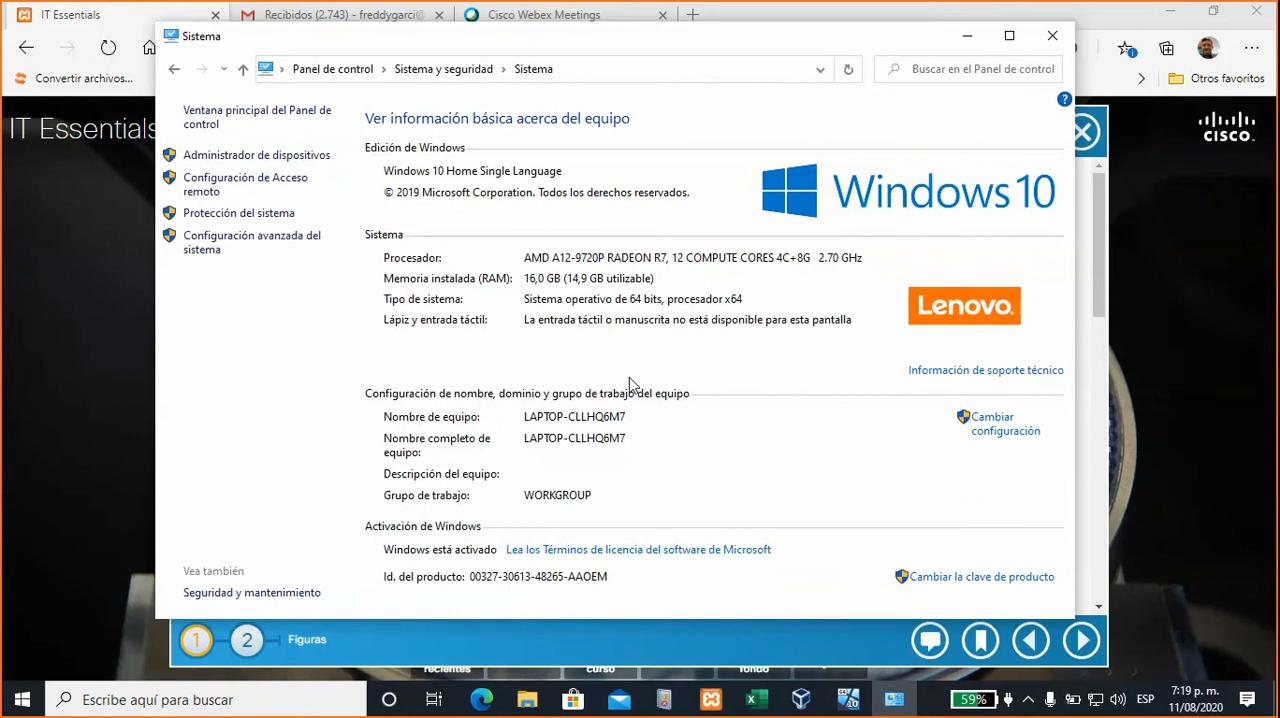 IT Essentials
Recibidos (2.743) - freddygarci
Cisco Webex Meetings
Convertir archivos...
Otros favoritos
IT Essentials
CISCO
Sistema
Panel de control
Sistema y seguridad
Sistema
Buscar en el Panel de control
Ventana principal del Panel de
control
Administrador de dispositivos
Configuración de Acceso
remoto
Protección del sistema
Configuración avanzada del
sistema
Vea también
Seguridad y mantenimiento
Ver información básica acerca del equipo
Edición de Windows
Windows 10 Home Single Language
© 2019 Microsoft Corporation. Todos los derechos reservados.
Windows 10
Sistema
Procesador: AMD A12-9720P RADEON R7, 12 COMPUTE CORES 4C+8G 2.70 GHz
Memoria instalada (RAM): 16,0 GB (14,9 GB utilizable)
Tipo de sistema: Sistema operativo de 64 bits, procesador x64
Lápiz y entrada táctil: La entrada táctil o manuscrita no está disponible para esta pantalla
Lenovo
Información de soporte técnico
Configuración de nombre, dominio y grupo de trabajo del equipo
Nombre de equipo: LAPTOP-CLLHQ6M7
Nombre completo de LAPTOP-CLLHQ6M7
equipo:
Descripción del equipo:
Grupo de trabajo: WORKGROUP
Cambiar
configuración
Activación de Windows
Windows está activado Lea los Términos de licencia del software de Microsoft
Id. del producto: 00327-30613-48265-AAOEM
Cambiar la clave de producto
1
2
Figuras
recientes
curso
fondo
Escribe aquí para buscar
59%
ESP
7:19 p. m.
11/08/2020